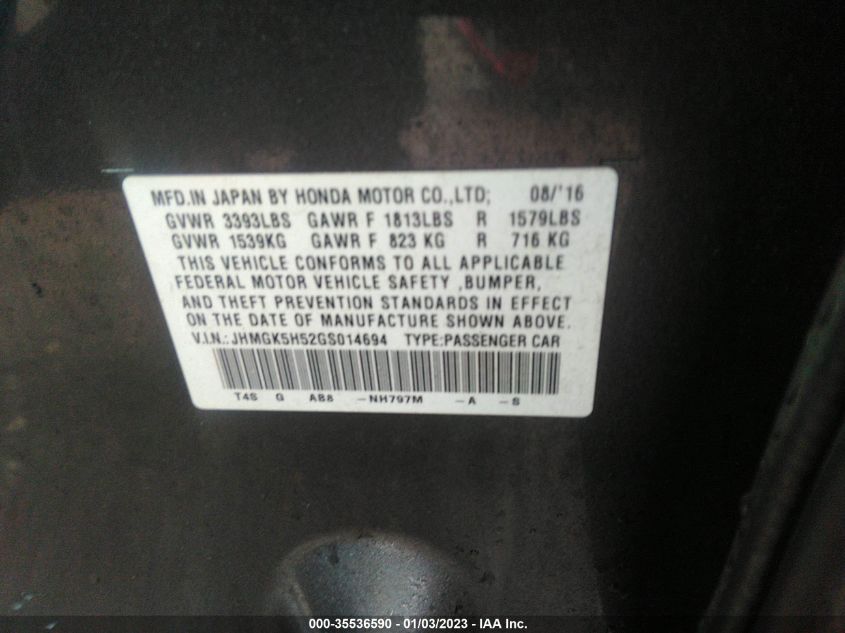 MFD.IN JAPAN BY HONDA MOTOR CO.,LTD; 08/'16
GVWR 3393LBS GAWR F 1813LBS R 1579LBS
GVWR 1539KG GAWR F 823 KG R 716 KG
THIS VEHICLE CONFORMS TO ALL APPLICABLE
FEDERAL MOTOR VEHICLE SAFETY ,BUMPER,
AND THEFT PREVENTION STANDARDS IN EFFECT
ON THE DATE OF MANUFACTURE SHOWN ABOVE.
V.I.N.:JHMGK5H52GS014694 TYPE:PASSENGER CAR
T4S G AB8 -NH797M -A -S
000-35536590 - 01/03/2023 - IAA Inc.